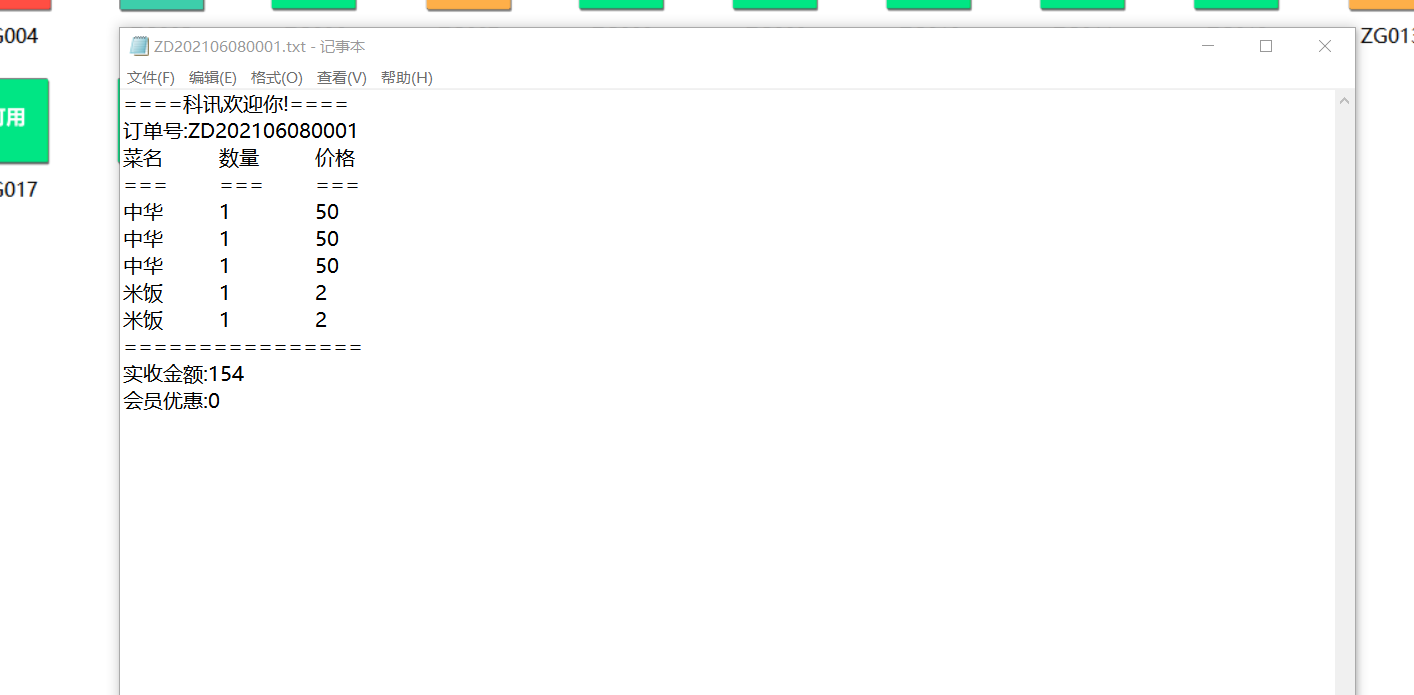 G004
ZD202106080001.txt - 记事本
ZG013
文件(F) 编辑(E) 格式(O) 查看(V) 帮助(H)
====科讯欢迎你!====
订单号:ZD202106080001
菜名 数量 价格
=== === ===
中华 1 50
中华 1 50
中华 1 50
米饭 1 2
米饭 1 2
================
实收金额:154
会员优惠:0
用
G017